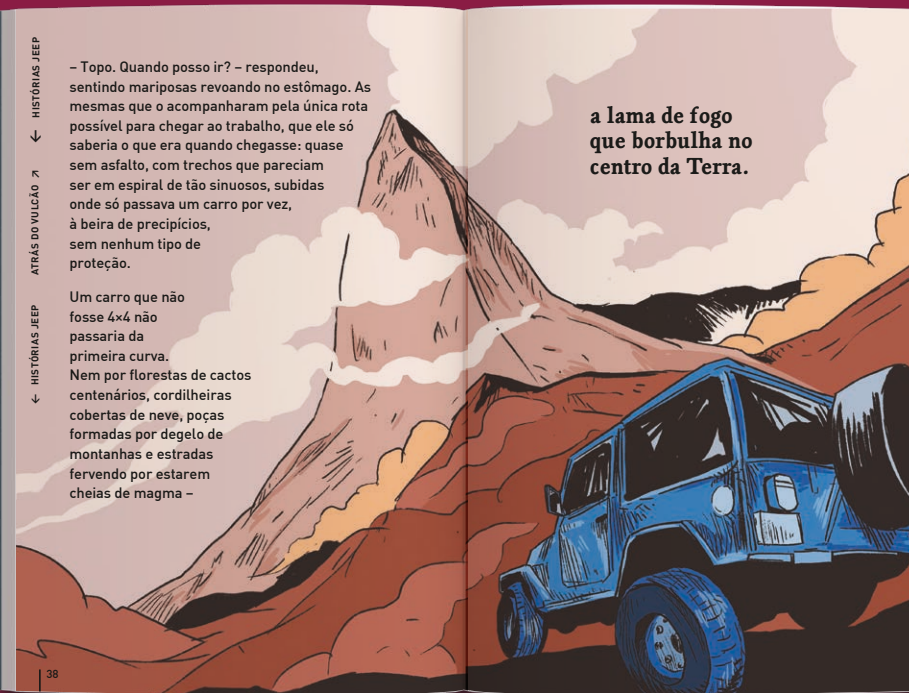 HISTÓRIAS JEEP ← ATRÁS DO VULCÃO ↗ HISTÓRIAS JEEP ←
– Topo. Quando posso ir? – respondeu,
sentindo mariposas revoando no estômago. As
mesmas que o acompanharam pela única rota
possível para chegar ao trabalho, que ele só
saberia o que era quando chegasse: quase
sem asfalto, com trechos que pareciam
ser em espiral de tão sinuosos, subidas
onde só passava um carro por vez,
à beira de precipícios,
sem nenhum tipo de
proteção.
Um carro que não
fosse 4×4 não
passaria da
primeira curva.
Nem por florestas de cactos
centenários, cordilheiras
cobertas de neve, poças
formadas por degelo de
montanhas e estradas
fervendo por estarem
cheias de magma –
38
a lama de fogo
que borbulha no
centro da Terra.